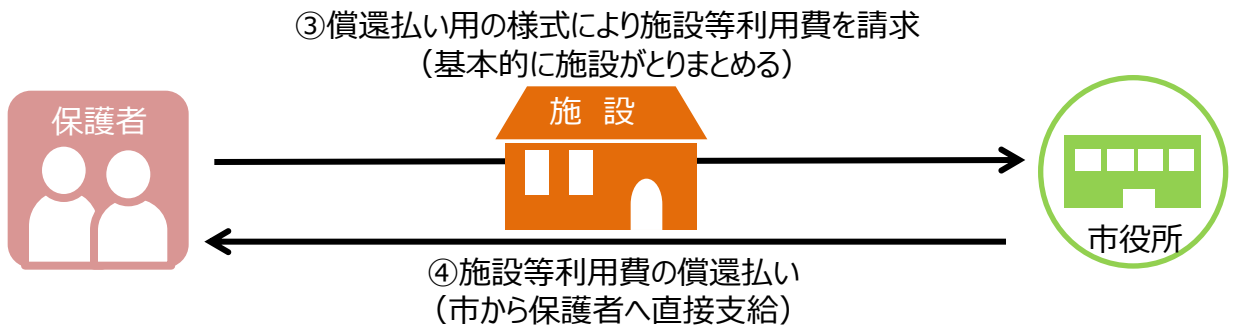 ③償還払い用の様式により施設等利用費を請求
（基本的に施設がとりまとめる）
保護者
施 設
市役所
④施設等利用費の償還払い
（市から保護者へ直接支給）